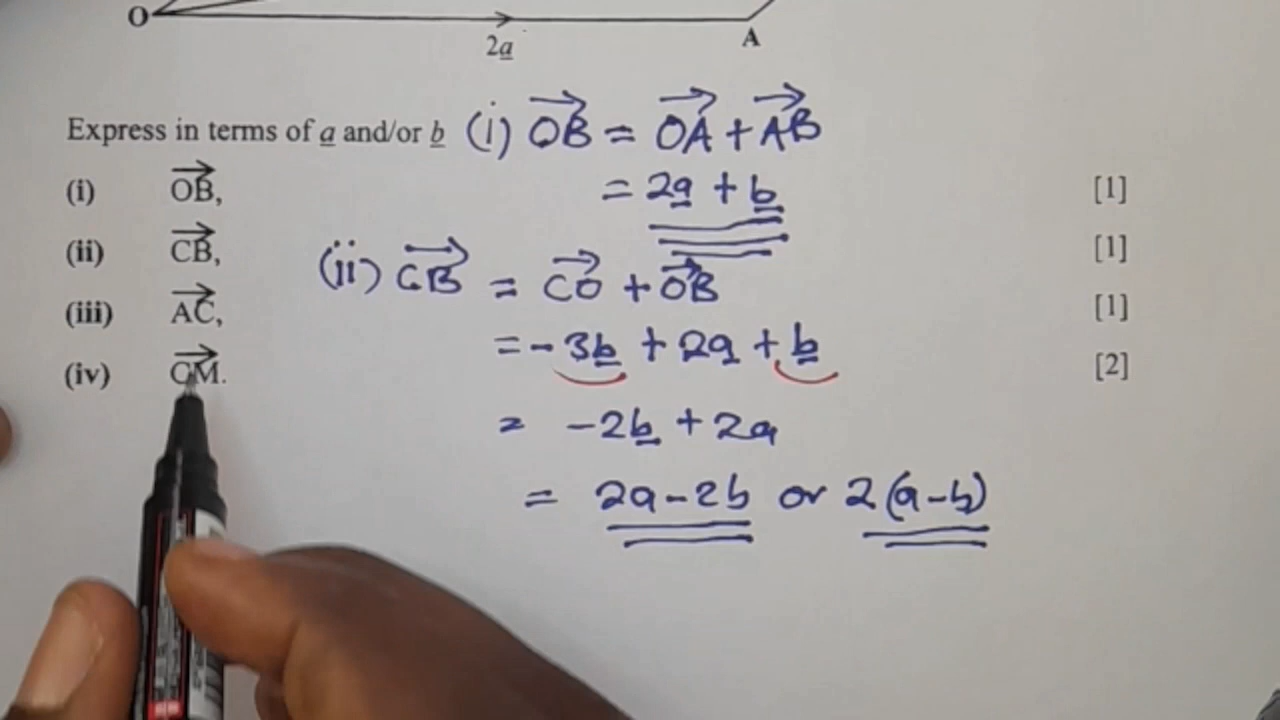 O
2a
A
Express in terms of a and/or b (i) OB = OA + AB
(i) OB, [1]
= 2a + b
(ii) CB, [1]
(ii) CB = CO + OB
(iii) AC, [1]
= - 3b + 2a + b
(iv) CM. [2]
= -2b + 2a
= 2a - 2b or 2(a-b)